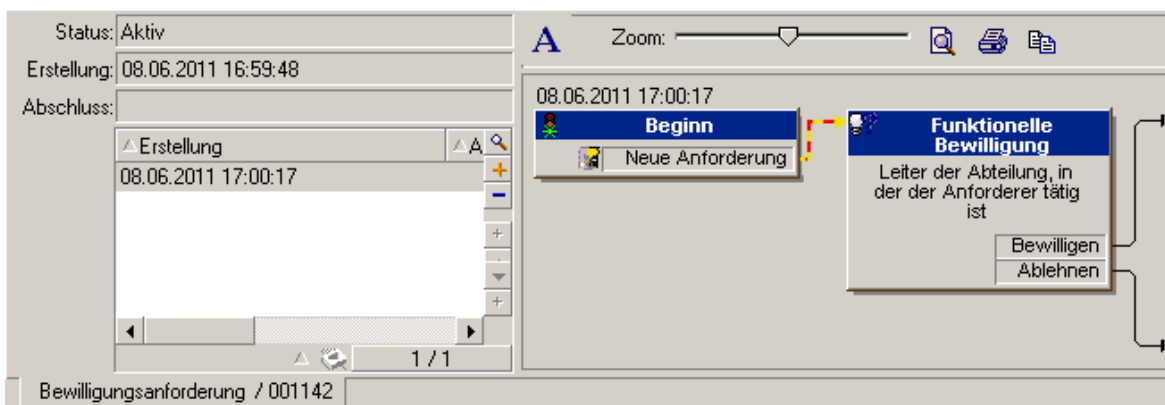 Status: Aktiv
Erstellung: 08.06.2011 16:59:48
Abschluss:
Erstellung A
08.06.2011 17:00:17
1 / 1
A Zoom:
08.06.2011 17:00:17
Beginn
Neue Anforderung
Funktionelle
Bewilligung
Leiter der Abteilung, in
der der Anforderer tätig
ist
Bewilligen
Ablehnen
Bewilligungsanforderung / 001142